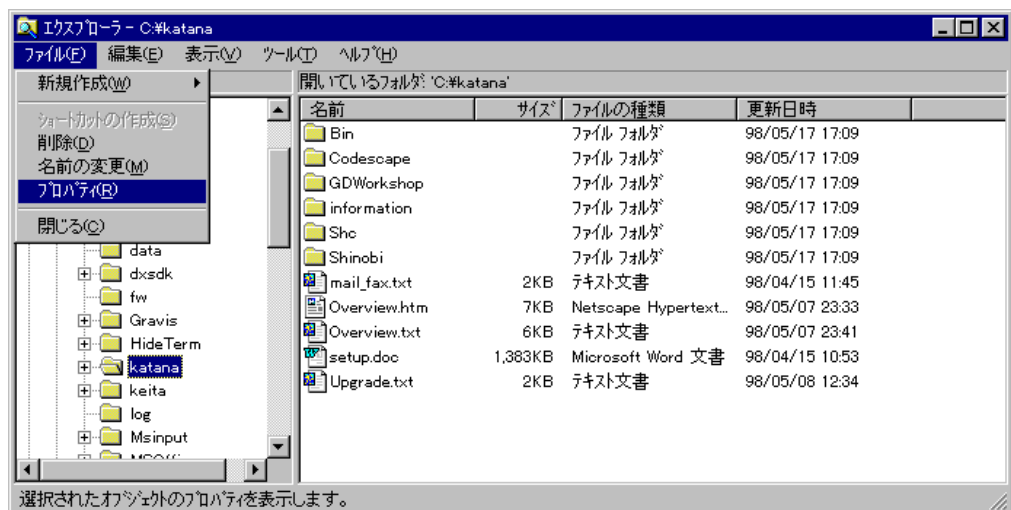 エクスプローラ - C:¥katana
ファイル(F) 編集(E) 表示(V) ツール(T) ヘルプ(H)
新規作成(W)
ショートカットの作成(S)
削除(D)
名前の変更(M)
プロパティ(R)
閉じる(C)
data
dxsdk
fw
Gravis
HideTerm
katana
keita
log
Msinput
開いているフォルダ: 'C:¥katana'
名前 サイズ ファイルの種類 更新日時
Bin ファイル フォルダ 98/05/17 17:09
Codescape ファイル フォルダ 98/05/17 17:09
GDWorkshop ファイル フォルダ 98/05/17 17:09
information ファイル フォルダ 98/05/17 17:09
Shc ファイル フォルダ 98/05/17 17:09
Shinobi ファイル フォルダ 98/05/17 17:09
mail_fax.txt 2KB テキスト文書 98/04/15 11:45
Overview.htm 7KB Netscape Hypertext... 98/05/07 23:33
Overview.txt 6KB テキスト文書 98/05/07 23:41
setup.doc 1,383KB Microsoft Word 文書 98/04/15 10:53
Upgrade.txt 2KB テキスト文書 98/05/08 12:34
選択されたオブジェクトのプロパティを表示します。